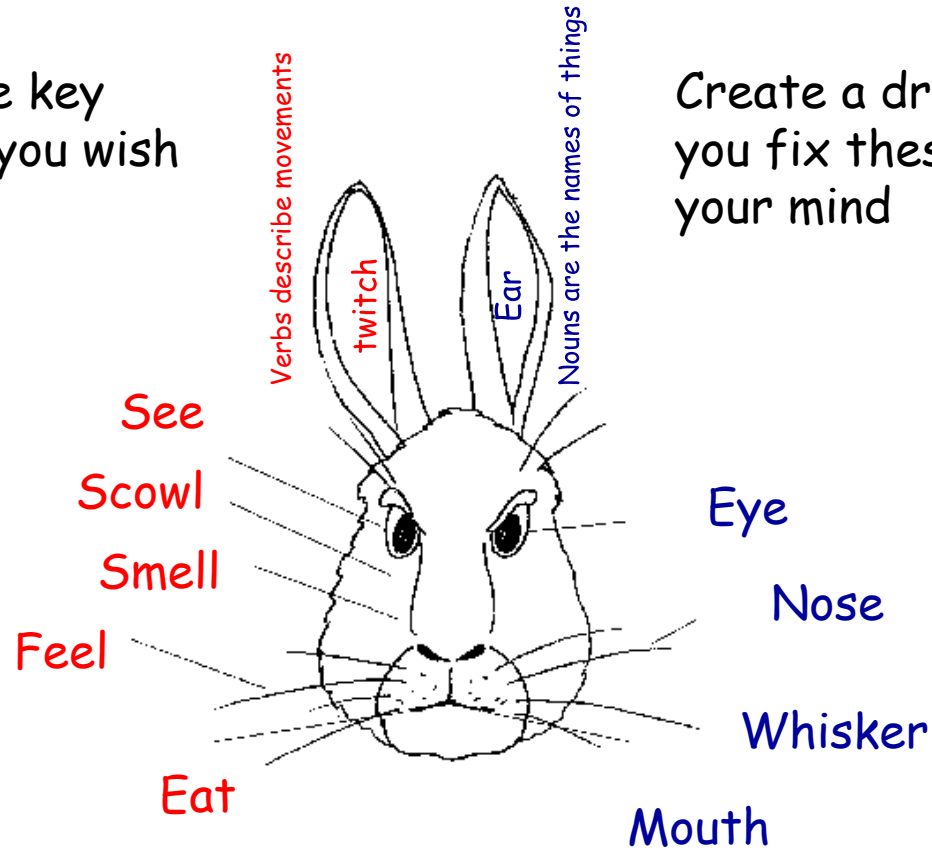 e key
you wish
Create a dr
you fix thes
your mind
Verbs describe movements
Nouns are the names of things
twitch
Ear
See
Scowl
Smell
Feel
Eat
Eye
Nose
Whisker
Mouth